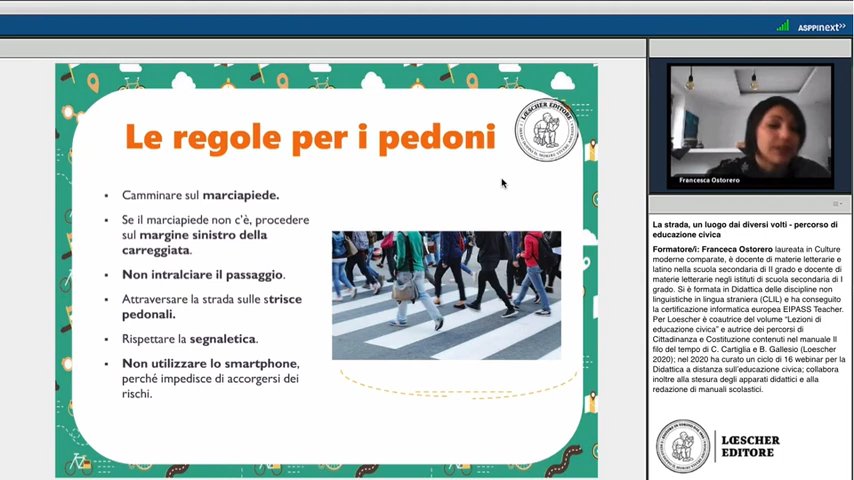 ASPPInext>>
Le regole per i pedoni
LOESCHER EDITORE
Camminare sul marciapiede.
Se il marciapiede non c'è, procedere
sul margine sinistro della
carreggiata.
Non intralciare il passaggio.
Attraversare la strada sulle strisce
pedonali.
Rispettare la segnaletica.
Non utilizzare lo smartphone,
perché impedisce di accorgersi dei
rischi.
Francesca Ostorero
La strada, un luogo dai diversi volti - percorso di
educazione civica
Formatore/i: Franceca Ostorero laureata in Culture
moderne comparate, è docente di materie letterarie e
latino nella scuola secondaria di II grado e docente di
materie letterarie negli istituti di scuola secondaria di I
grado. Si è formata in Didattica delle discipline non
linguistiche in lingua straniera (CLIL) e ha conseguito
la certificazione informatica europea EIPASS Teacher.
Per Loescher è coautrice del volume "Lezioni di
educazione civica" e autrice dei percorsi di
Cittadinanza e Costituzione contenuti nel manuale Il
filo del tempo di C. Cartiglia e B. Gallesio (Loescher
2020); nel 2020 ha curato un ciclo di 16 webinar per la
Didattica a distanza sull'educazione civica; collabora
inoltre alla stesura degli apparati didattici e alla
redazione di manuali scolastici.
LŒSCHER
EDITORE